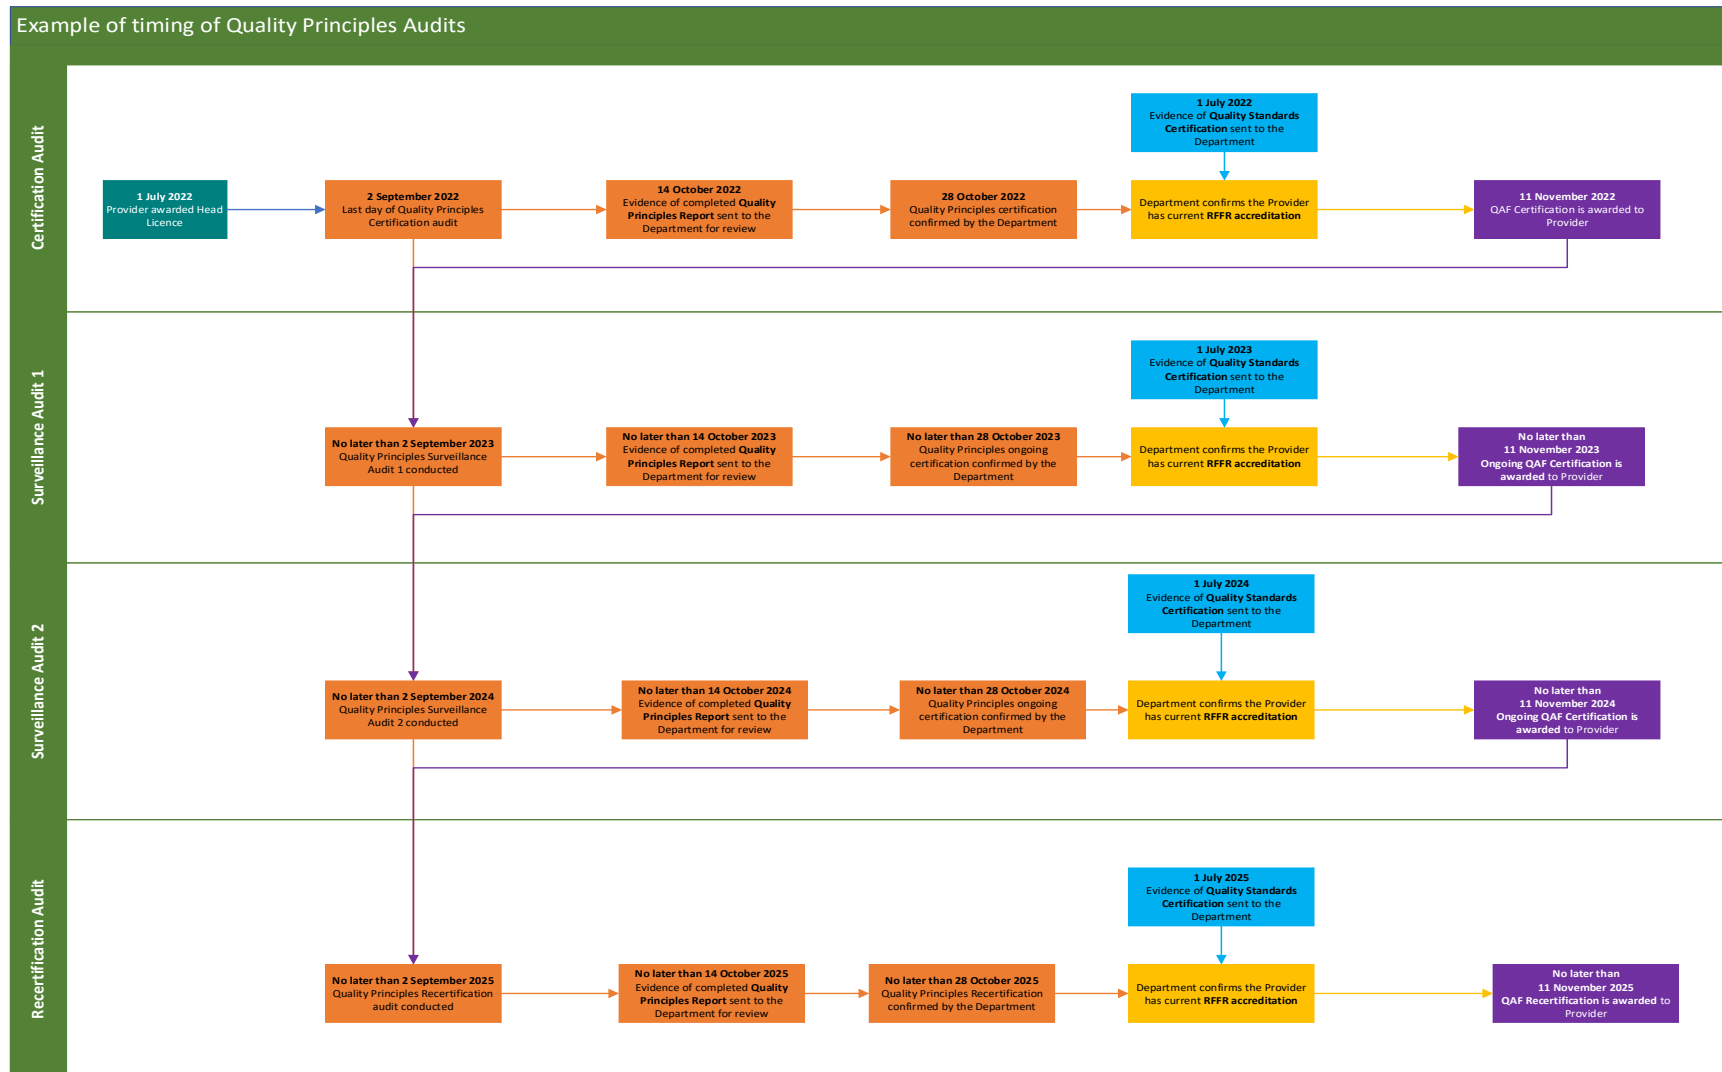 Example of timing of Quality Principles Audits
Certification Audit
1 July 2022
Provider awarded Head
Licence
2 September 2022
Last day of Quality Principles
Certification audit
14 October 2022
Evidence of completed Quality
Principles Report sent to the
Department for review
28 October 2022
Quality Principles certification
confirmed by the Department
1 July 2022
Evidence of Quality Standards
Certification sent to the
Department
Department confirms the Provider
has current RFFR accreditation
11 November 2022
QAF Certification is awarded to
Provider
Surveillance Audit 1
No later than 2 September 2023
Quality Principles Surveillance
Audit 1 conducted
No later than 14 October 2023
Evidence of completed Quality
Principles Report sent to the
Department for review
No later than 28 October 2023
Quality Principles ongoing
certification confirmed by the
Department
1 July 2023
Evidence of Quality Standards
Certification sent to the
Department
Department confirms the Provider
has current RFFR accreditation
No later than
11 November 2023
Ongoing QAF Certification is
awarded to Provider
Surveillance Audit 2
No later than 2 September 2024
Quality Principles Surveillance
Audit 2 conducted
No later than 14 October 2024
Evidence of completed Quality
Principles Report sent to the
Department for review
No later than 28 October 2024
Quality Principles ongoing
certification confirmed by the
Department
1 July 2024
Evidence of Quality Standards
Certification sent to the
Department
Department confirms the Provider
has current RFFR accreditation
No later than
11 November 2024
Ongoing QAF Certification is
awarded to Provider
Recertification Audit
No later than 2 September 2025
Quality Principles Recertification
audit conducted
No later than 14 October 2025
Evidence of completed Quality
Principles Report sent to the
Department for review
No later than 28 October 2025
Quality Principles Recertification
confirmed by the Department
1 July 2025
Evidence of Quality Standards
Certification sent to the
Department
Department confirms the Provider
has current RFFR accreditation
No later than
11 November 2025
QAF Recertification is awarded to
Provider